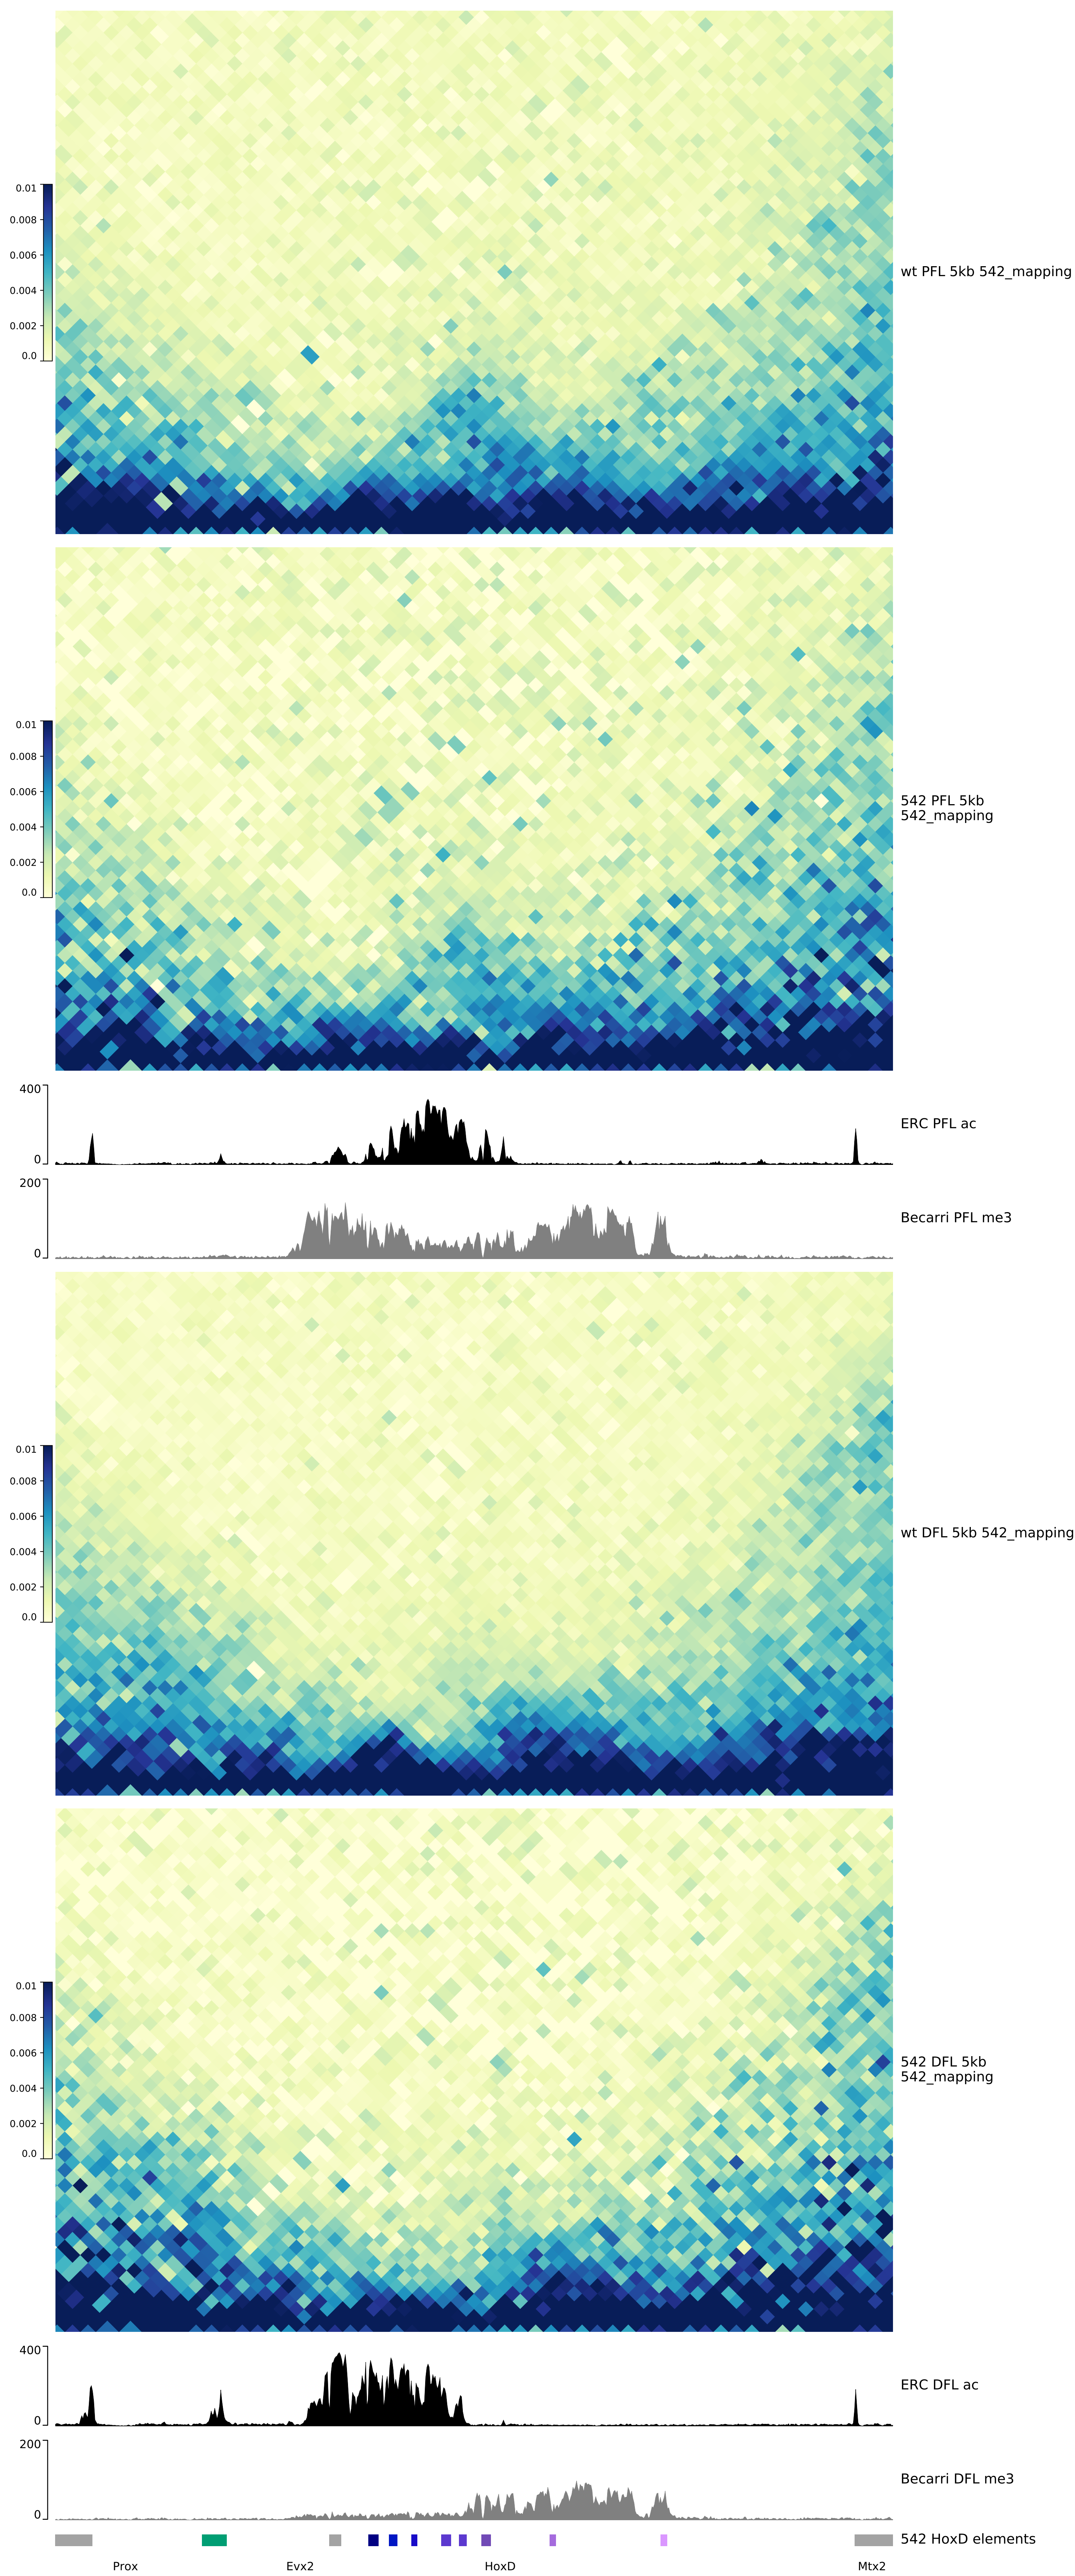 0.01
0.008
0.006
0.004
0.002
0.0
wt PFL 5kb 542_mapping
0.01
0.008
0.006
0.004
0.002
0.0
542 PFL 5kb
542_mapping
400
0
ERC PFL ac
200
0
Becarri PFL me3
0.01
0.008
0.006
0.004
0.002
0.0
wt DFL 5kb 542_mapping
0.01
0.008
0.006
0.004
0.002
0.0
542 DFL 5kb
542_mapping
400
0
ERC DFL ac
200
0
Becarri DFL me3
542 HoxD elements
Prox Evx2 HoxD Mtx2